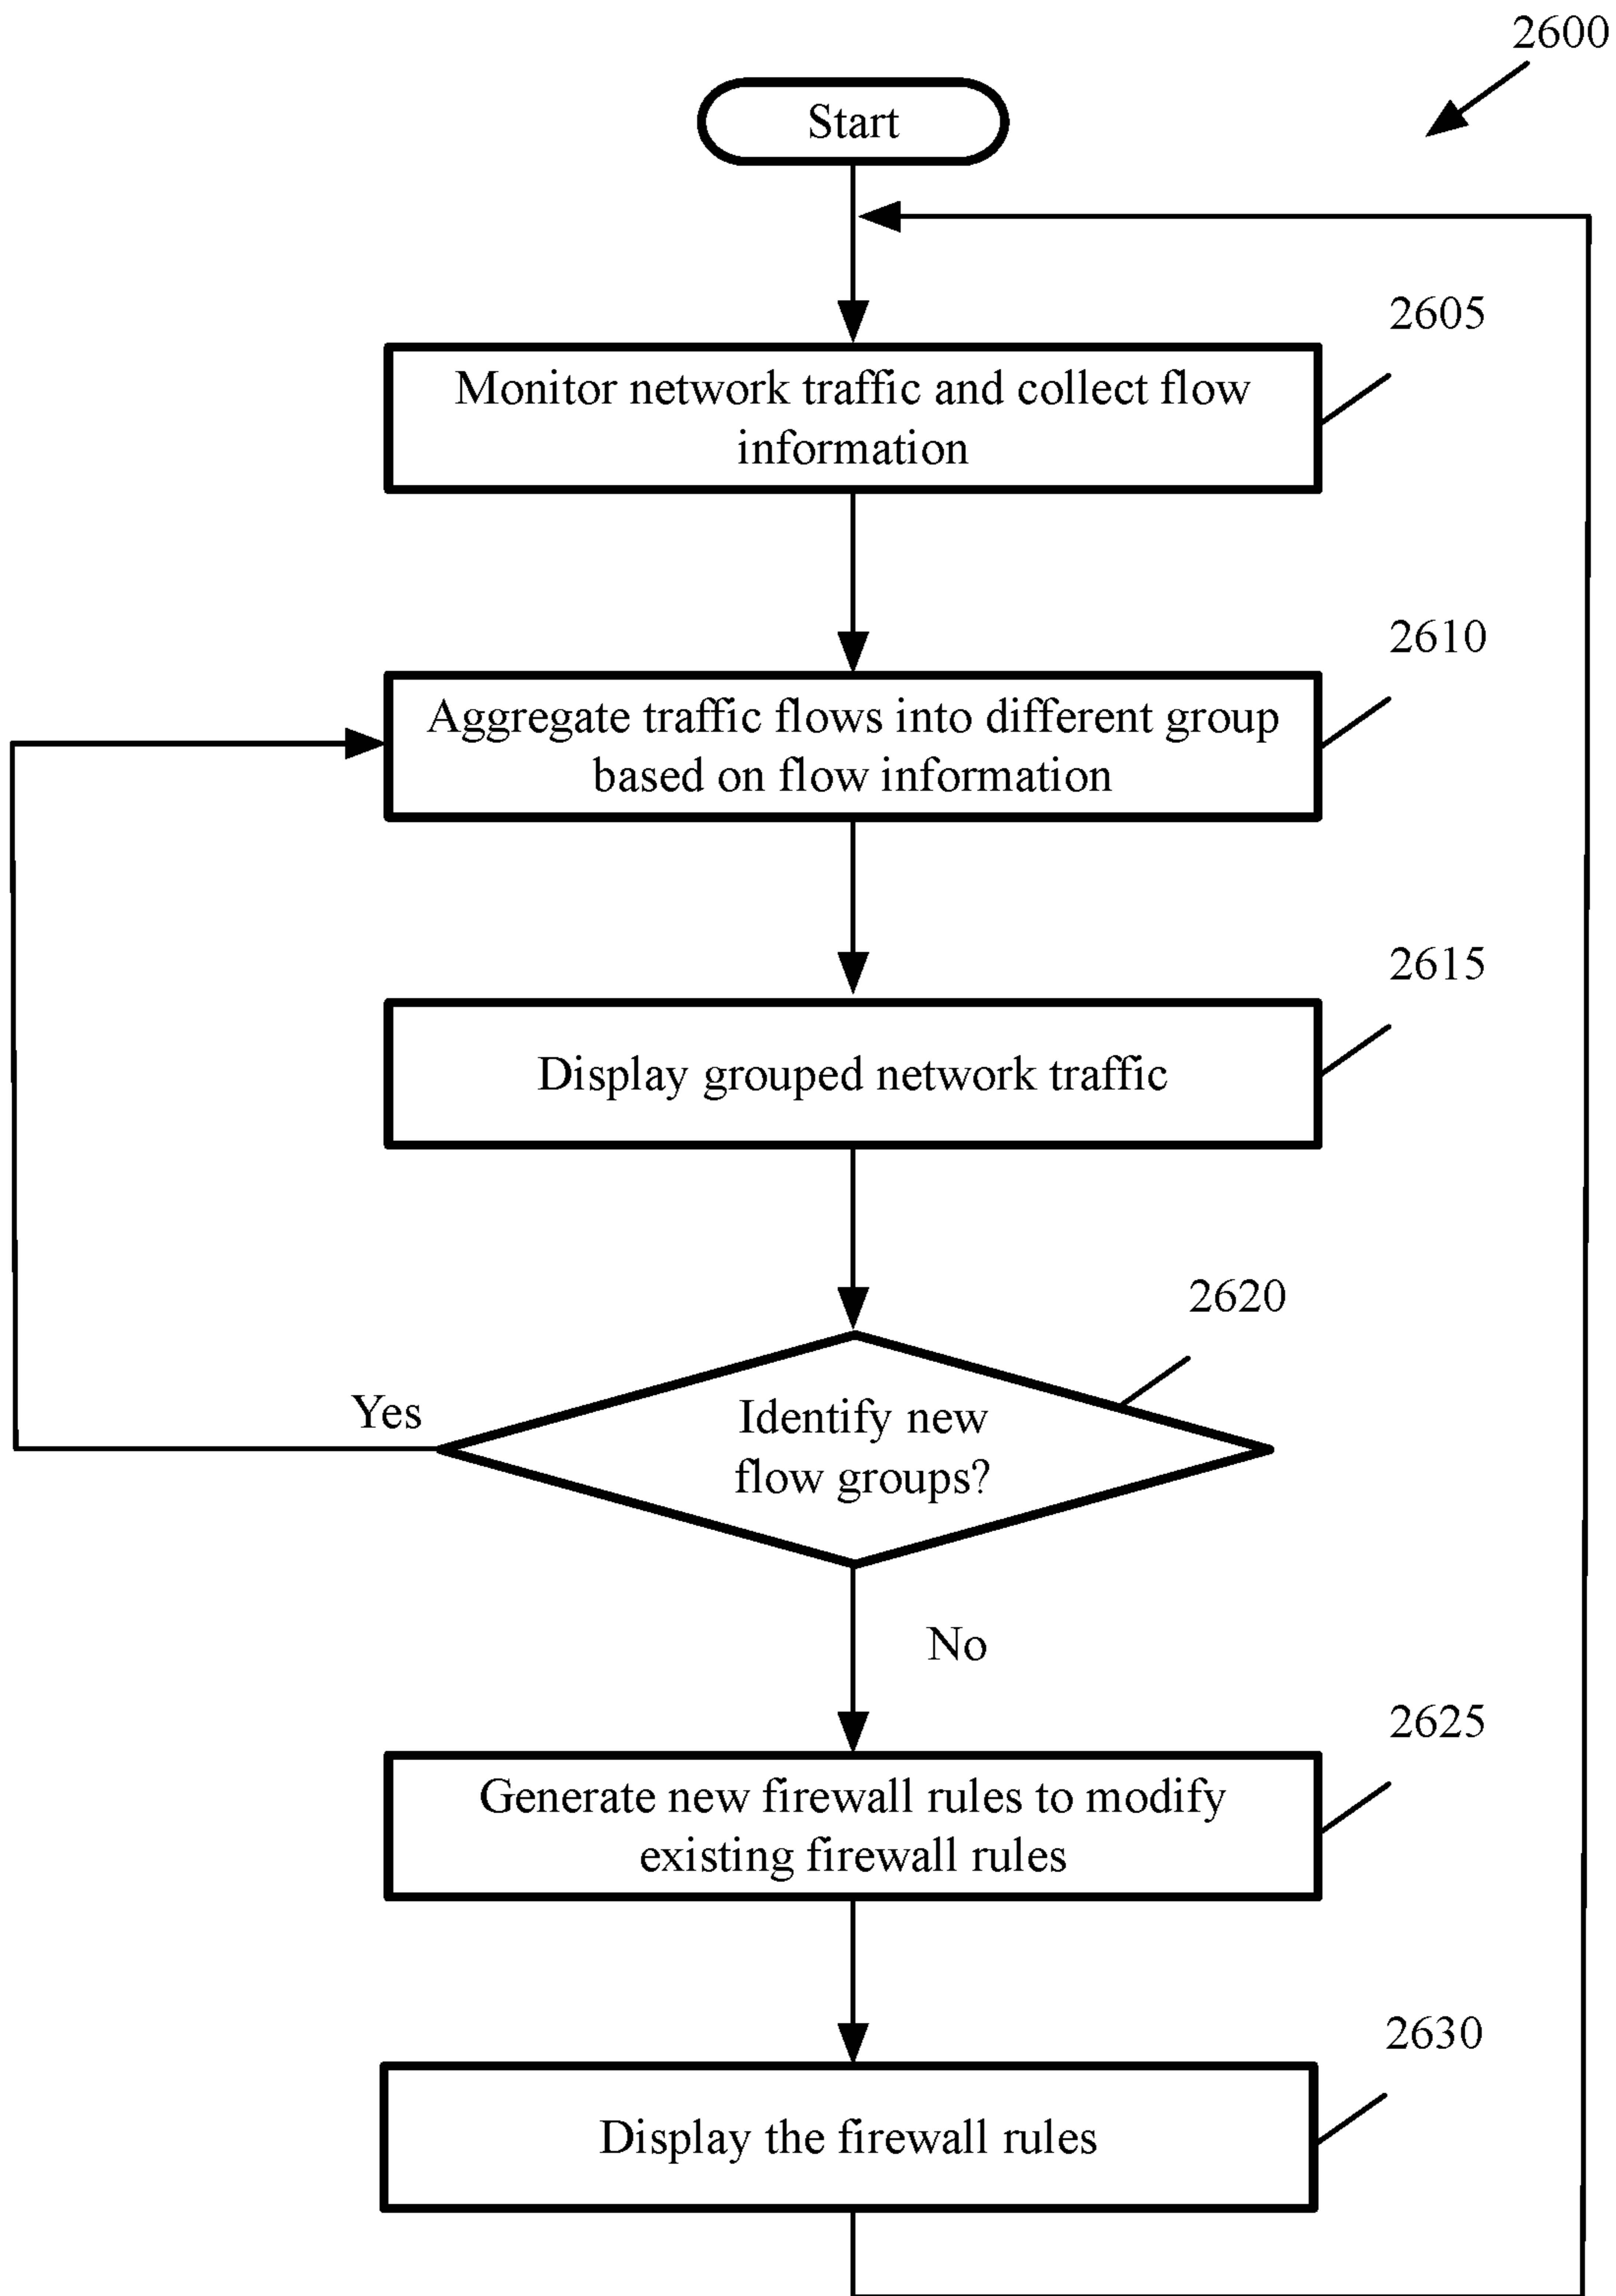 2600
Start
2605
Monitor network traffic and collect flow
information
2610
Aggregate traffic flows into different group
based on flow information
2615
Display grouped network traffic
2620
Identify new
flow groups?
Yes
No
2625
Generate new firewall rules to modify
existing firewall rules
2630
Display the firewall rules